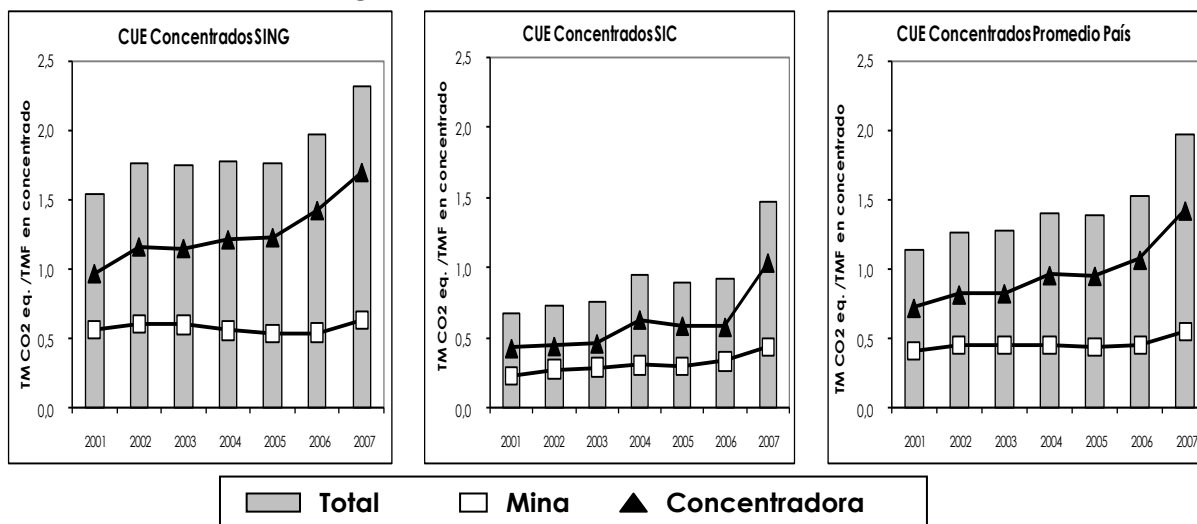 CUE Concentrados SING
TM CO2 eq. /TMF en concentrado
2,5
2,0
1,5
1,0
0,5
0,0
2001 2002 2003 2004 2005 2006 2007
CUE Concentrados SIC
TM CO2 eq. /TMF en concentrado
2,5
2,0
1,5
1,0
0,5
0,0
2001 2002 2003 2004 2005 2006 2007
CUE Concentrados Promedio País
TM CO2 eq. /TMF en concentrado
2,5
2,0
1,5
1,0
0,5
0,0
2001 2002 2003 2004 2005 2006 2007
Total Mina Concentradora